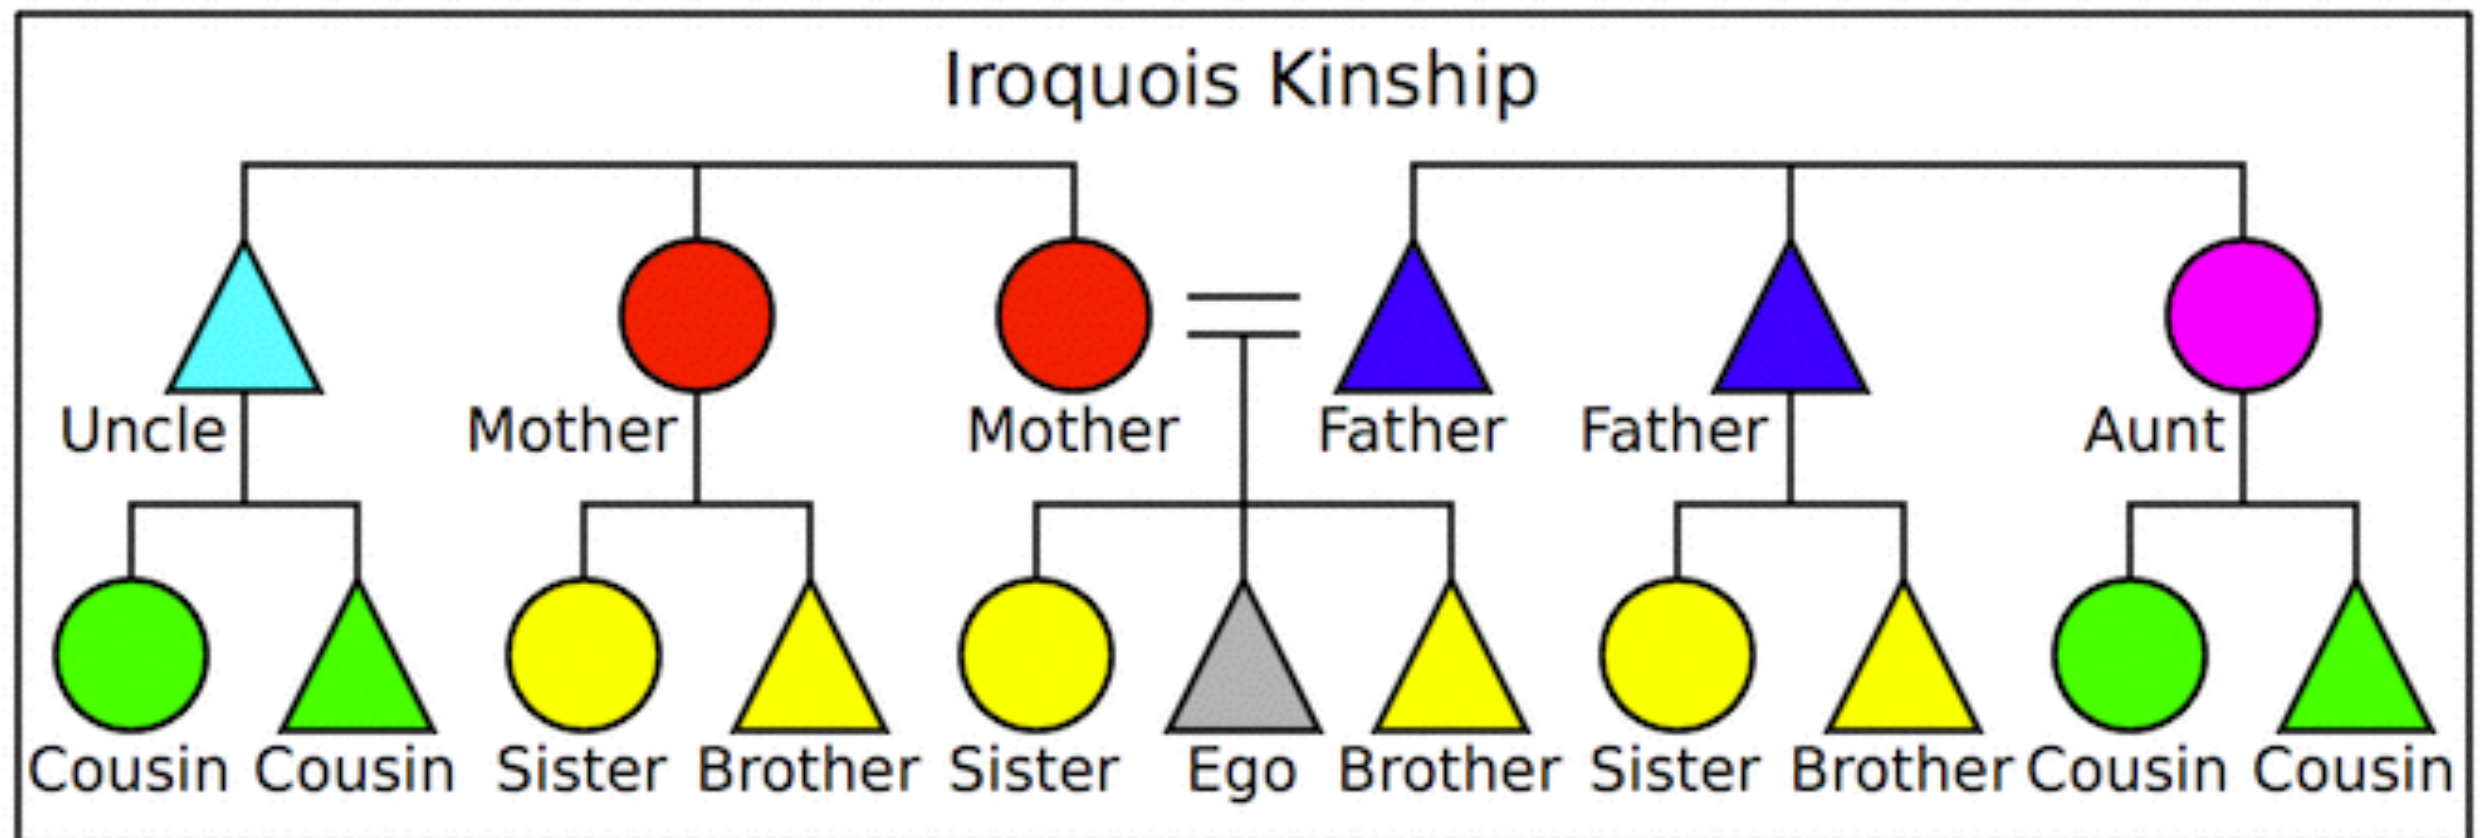 Iroquois Kinship
Uncle Mother Mother Father Father Aunt
Cousin Cousin Sister Brother Sister Ego Brother Sister Brother Cousin Cousin